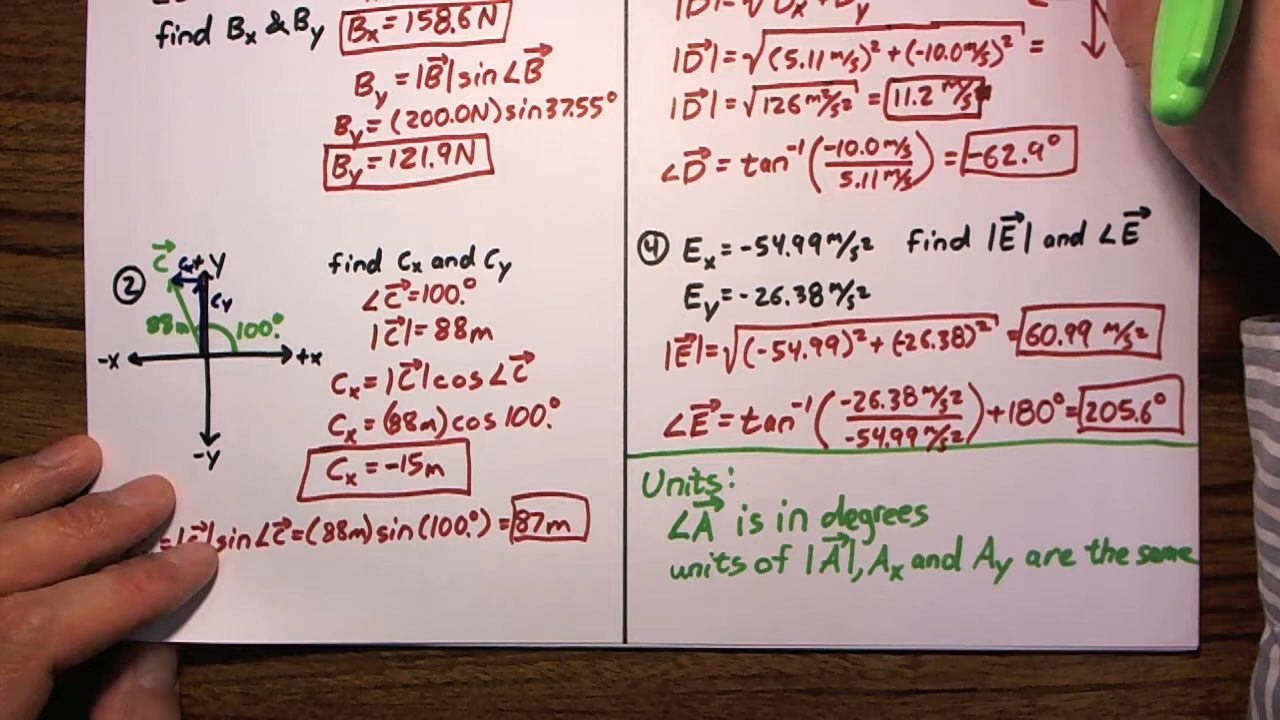 find Bx & By Bx = 158.6 N
By = |B⃗| sin∠B⃗
By = (200.0N) sin 37.55°
By = 121.9 N
② C⃗ Cx +y
Cy
88m 100.°
-x +x
-y
find Cx and Cy
∠C⃗ = 100.°
|C⃗| = 88m
Cx = |C⃗| cos∠C⃗
Cx = (88m) cos 100.°
Cx = -15m
= |C⃗| sin∠C⃗ = (88m) sin(100.°) = 87m
|D⃗| = √((5.11 m/s)² + (-10.0 m/s)²) =
|D⃗| = √(126 m²/s²) = 11.2 m/s
∠D⃗ = tan⁻¹(-10.0 m/s / 5.11 m/s) = -62.9°
④ Ex = -54.99 m/s² find |E⃗| and ∠E⃗
Ey = -26.38 m/s²
|E⃗| = √((-54.99)² + (-26.38)²) = 60.99 m/s²
∠E⃗ = tan⁻¹(-26.38 m/s² / -54.99 m/s²) + 180° = 205.6°
Units:
∠A⃗ is in degrees
units of |A⃗|, Ax and Ay are the same